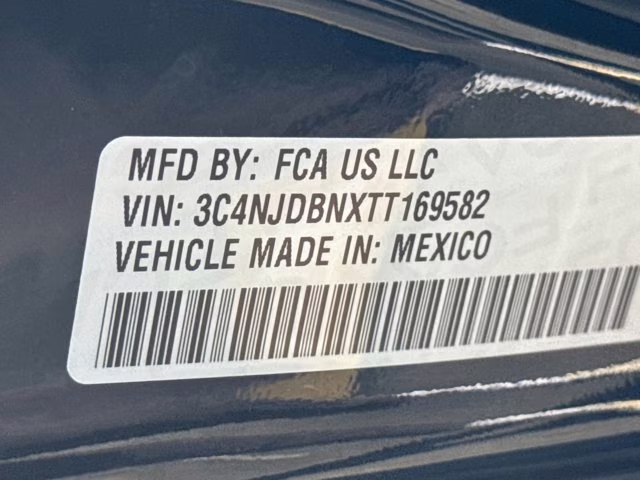 MFD BY: FCA US LLC
VIN: 3C4NJDBNXTT169582
VEHICLE MADE IN: MEXICO